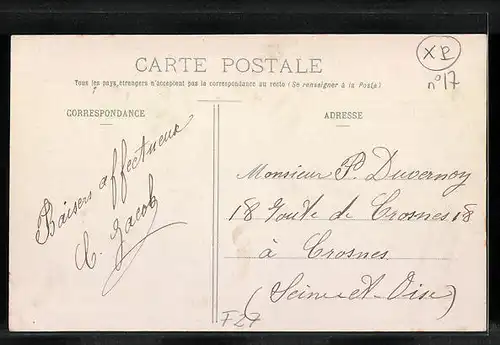 CARTE POSTALE
Tous les pays étrangers n'acceptent pas la correspondance au recto (Se renseigner à la Poste)
CORRESPONDANCE
Baisers affectueux
C. Jacob
ADRESSE
Monsieur P. Duvernoy
18 Route de Crosnes 18
à Crosnes
(Seine-et-Oise)
XP
n°17
F27